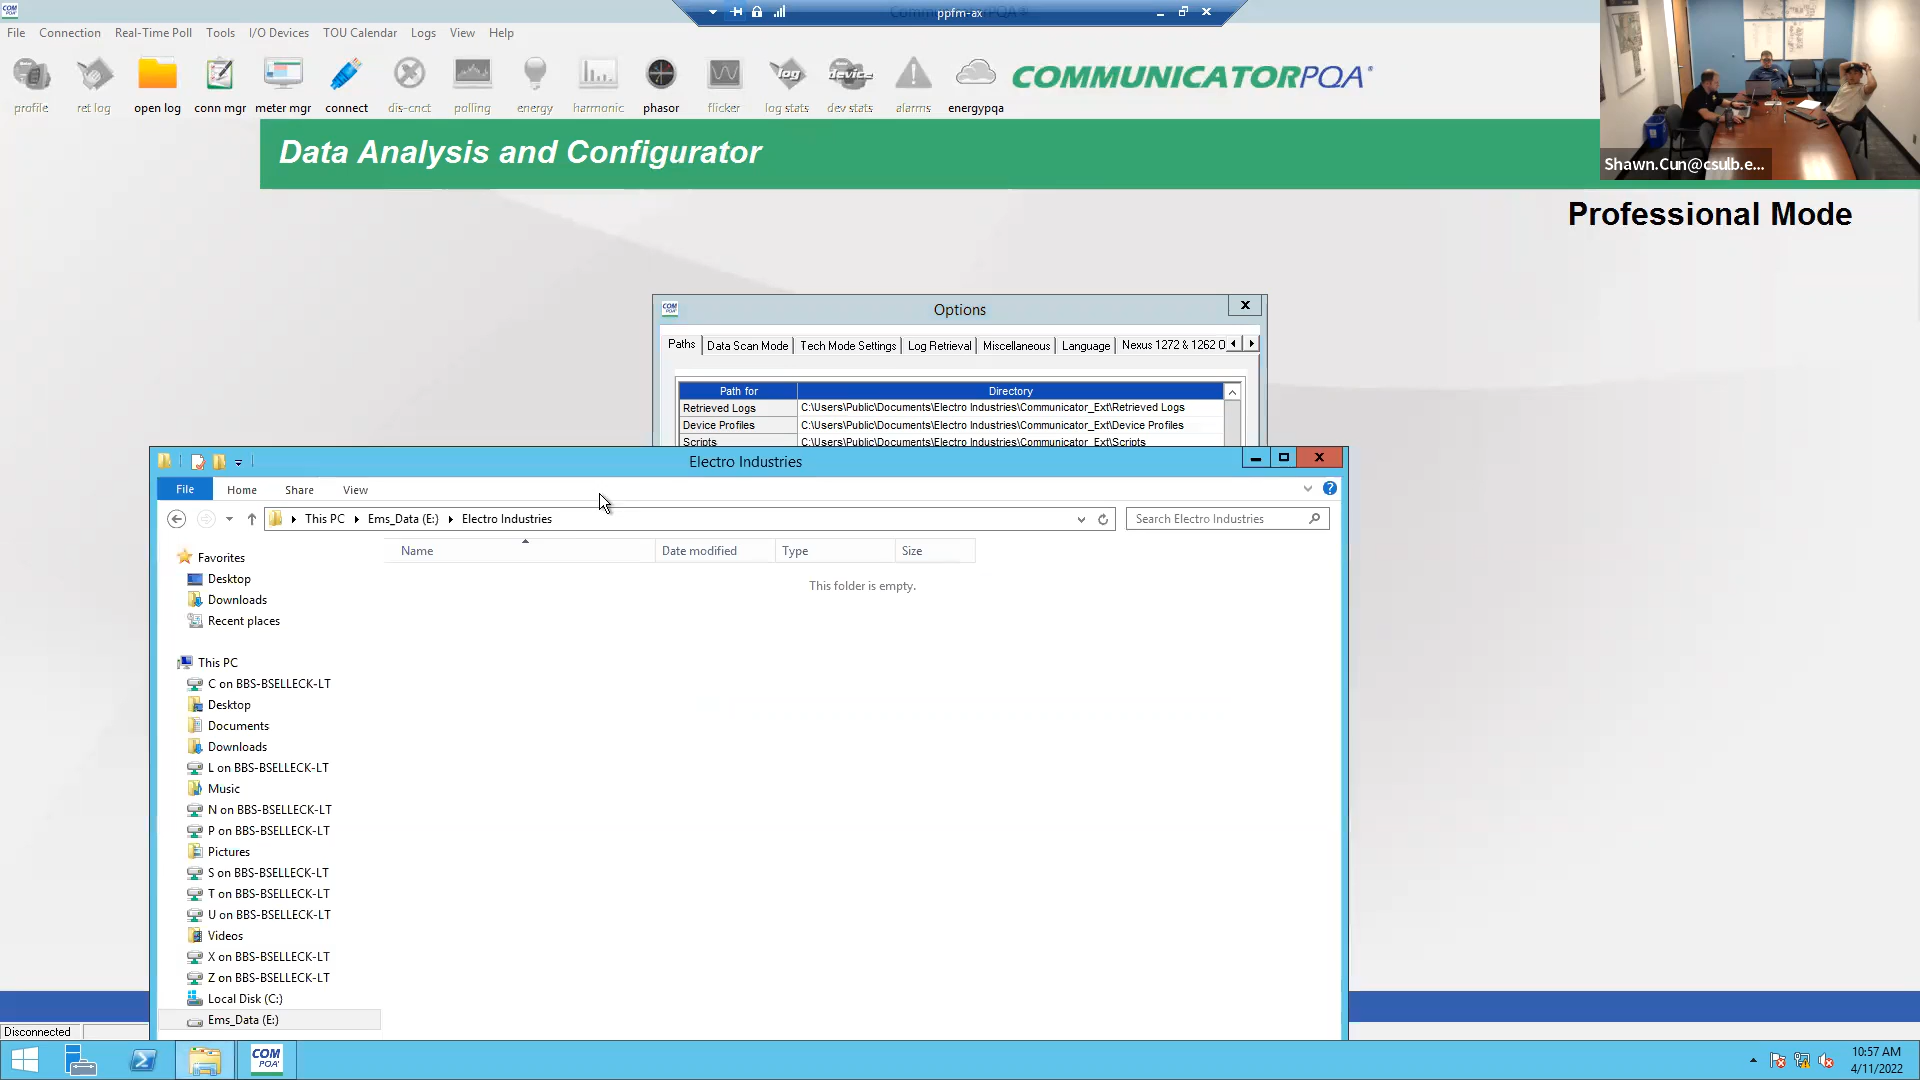 COM
PQA
ppfm-ax
File Connection Real-Time Poll Tools I/O Devices TOU Calendar Logs View Help
profile ret log open log conn mgr meter mgr connect dis-cnct polling energy harmonic phasor flicker log stats dev stats alarms energypqa
log
device
COMMUNICATORPQA®
Data Analysis and Configurator
Shawn.Cun@csulb.e...
Professional Mode
Options
Paths Data Scan Mode Tech Mode Settings Log Retrieval Miscellaneous Language Nexus 1272 & 1262 O
Path for Directory
Retrieved Logs C:\Users\Public\Documents\Electro Industries\Communicator_Ext\Retrieved Logs
Device Profiles C:\Users\Public\Documents\Electro Industries\Communicator_Ext\Device Profiles
Scripts C:\Users\Public\Documents\Electro Industries\Communicator_Ext\Scripts
Electro Industries
File Home Share View
This PC Ems_Data (E:) Electro Industries
Search Electro Industries
Name Date modified Type Size
This folder is empty.
Favorites
Desktop
Downloads
Recent places
This PC
C on BBS-BSELLECK-LT
Desktop
Documents
Downloads
L on BBS-BSELLECK-LT
Music
N on BBS-BSELLECK-LT
P on BBS-BSELLECK-LT
Pictures
S on BBS-BSELLECK-LT
T on BBS-BSELLECK-LT
U on BBS-BSELLECK-LT
Videos
X on BBS-BSELLECK-LT
Z on BBS-BSELLECK-LT
Local Disk (C:)
Ems_Data (E:)
Disconnected
COM
PQA
10:57 AM
4/11/2022